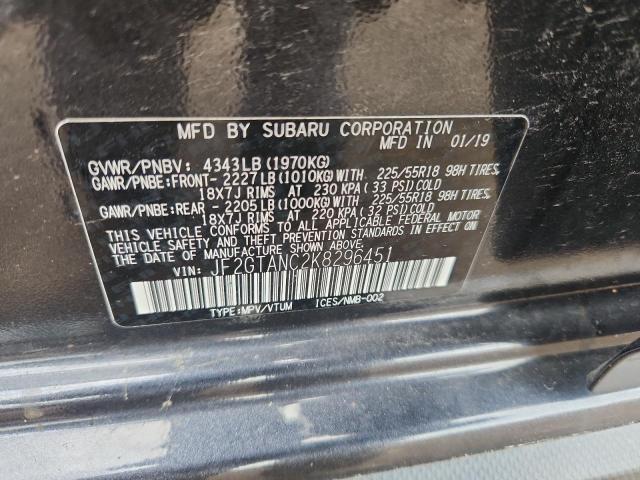 MFD BY SUBARU CORPORATION IN 01/19
GVWR/PNBV: 4343LB(1970KG)
GAWR/PNBE:FRONT- 2227LB(1010KG)WITH 225/55R18 98H TIRES,
18X7J RIMS AT 230 KPA(33 PSI)COLD
GAWR/PNBE:REAR - 2205LB(1000KG)WITH 225/55R18 98H TIRES,
18X7J RIMS AT 220 KPA(32 PSI)COLD
THIS VEHICLE CONFORMS TO ALL APPLICABLE FEDERAL MOTOR
VEHICLE SAFETY AND THEFT PREVENTION STANDARDS IN EFFECT ON
THE DATE OF MANUFACTURE SHOWN ABOVE.
VIN: JF2GTANC2K8296451
TYPE:MPV/VTUM ICES/NMB-002